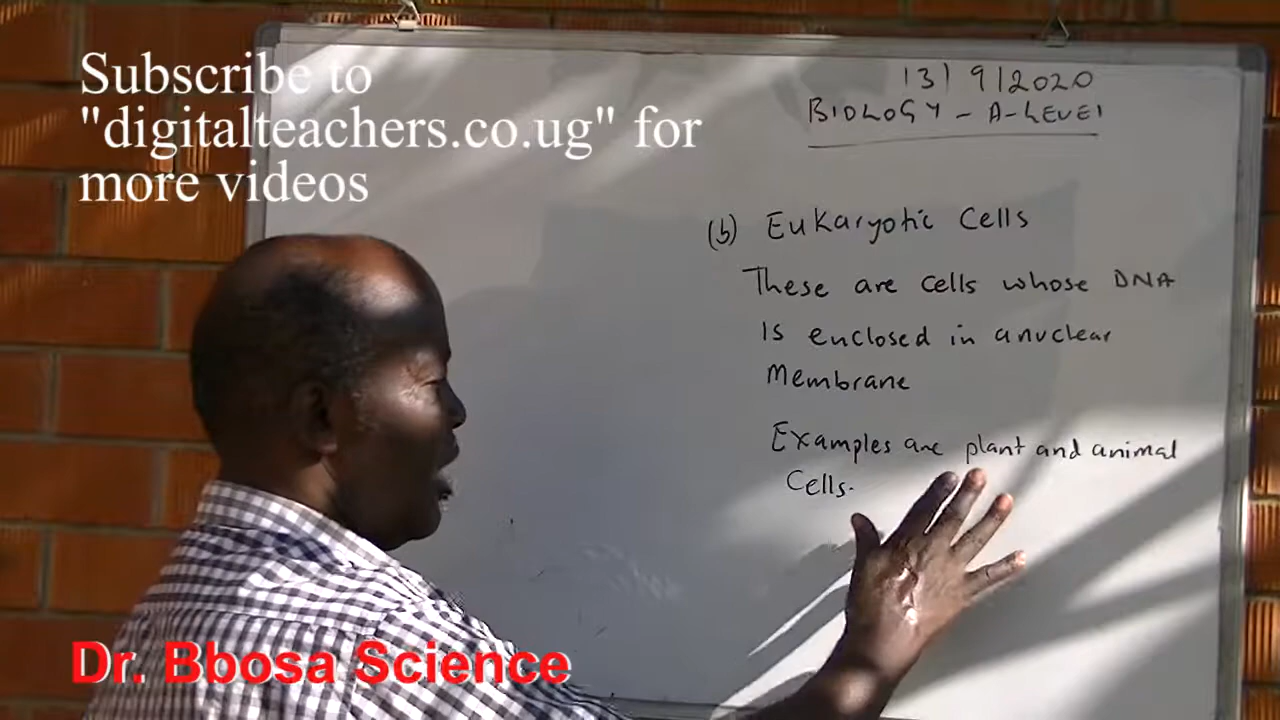 Subscribe to
"digitalteachers.co.ug" for
more videos
13/9/2020
BIOLOGY - A-LEVEL
(b) Eukaryotic Cells
These are cells whose DNA
Is enclosed in a nuclear
Membrane
Examples are plant and animal
Cells.
Dr. Bbosa Science